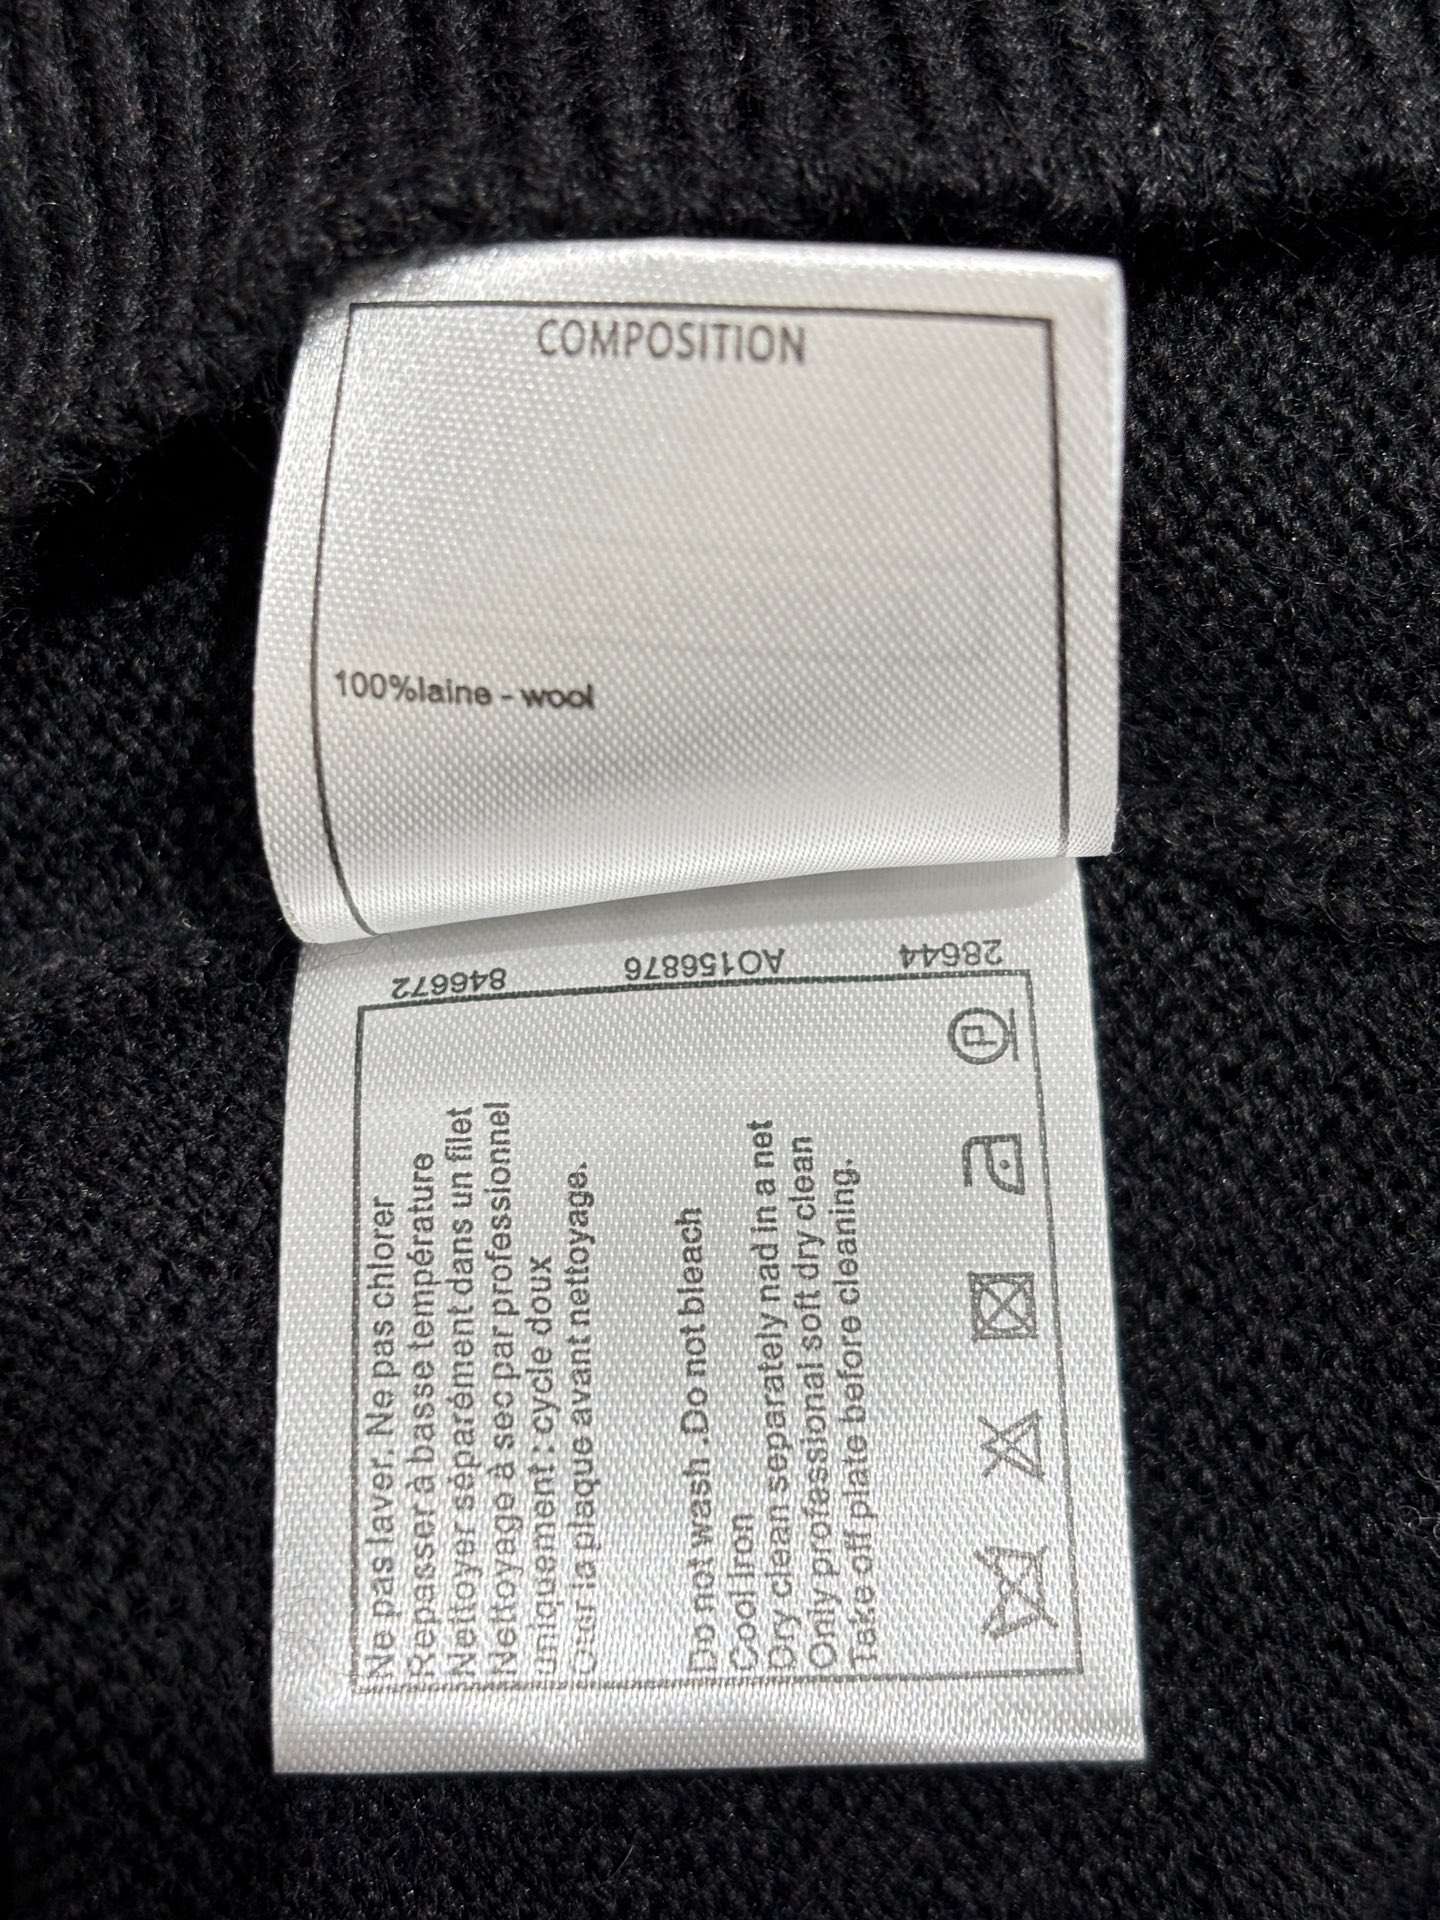 COMPOSITION
100%laine - wool
846672 AO156876 28644
Ne pas laver. Ne pas chlorer
Repasser à basse température
Nettoyer séparément dans un filet
Nettoyage à sec par professionnel
uniquement : cycle doux
la plaque avant nettoyage.
Do not wash .Do not bleach
Cool iron
Dry clean separately nad in a net
Only professional soft dry clean
Take off plate before cleaning.
P